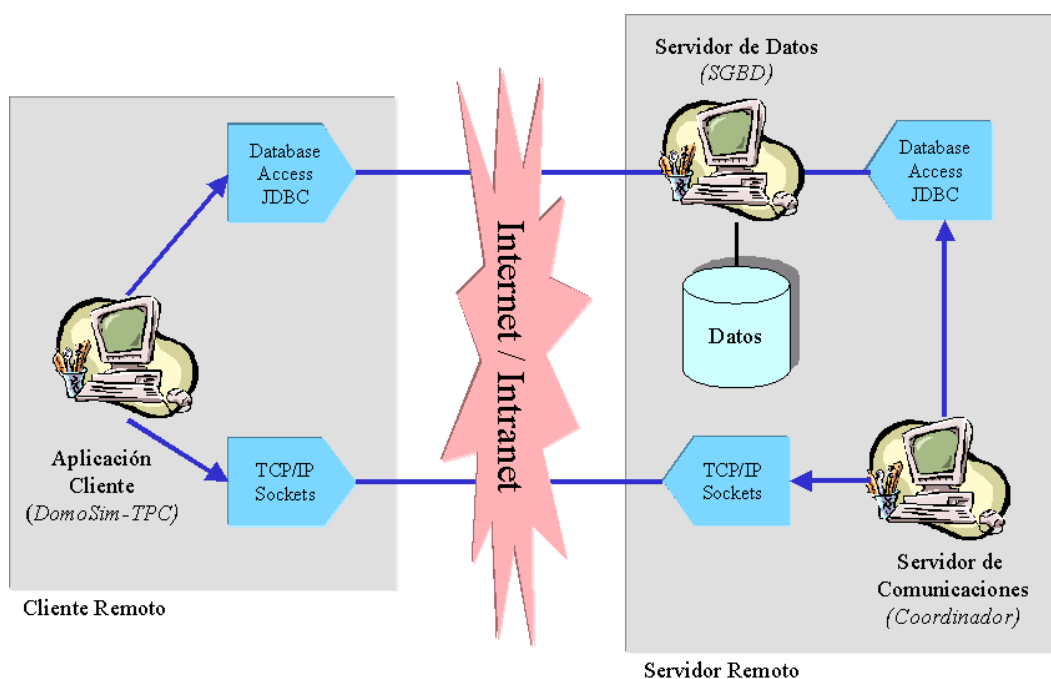 Servidor de Datos
(SGBD)
Database
Access
JDBC
Database
Access
JDBC
Internet / Intranet
Datos
Aplicación
Cliente
(DomoSim-TPC)
TCP/IP
Sockets
TCP/IP
Sockets
Servidor de
Comunicaciones
(Coordinador)
Cliente Remoto
Servidor Remoto